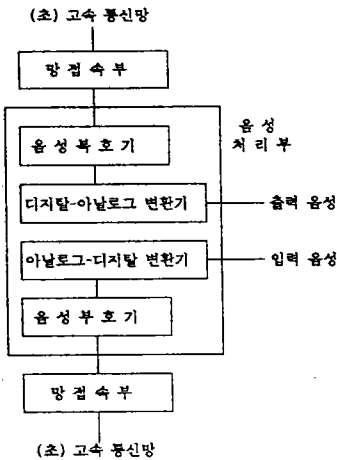 (초) 고속 통신망
망 접 속 부
음 성
처 리 부
음 성 복 호 기
디지탈-아날로그 변환기
출력 음성
아날로그-디지탈 변환기
입력 음성
음 성 부 호 기
망 접 속 부
(초) 고속 통신망